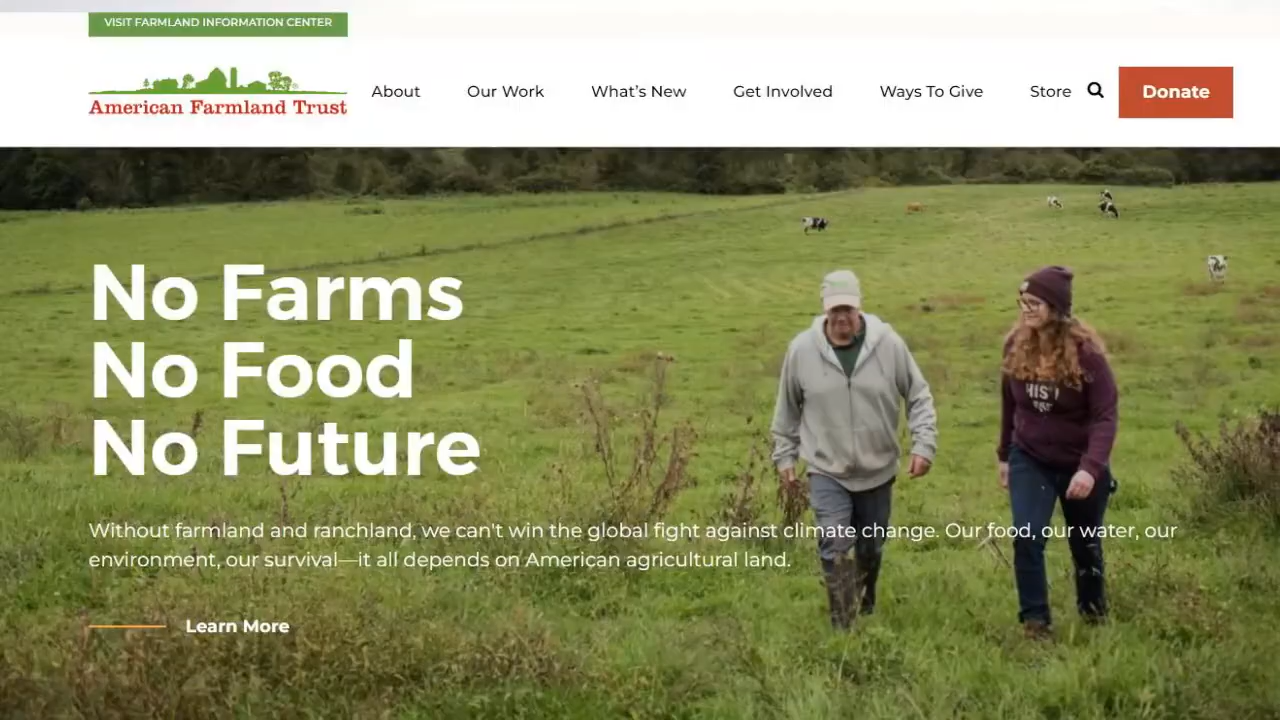 VISIT FARMLAND INFORMATION CENTER
American Farmland Trust
About
Our Work
What's New
Get Involved
Ways To Give
Store
Donate
No Farms
No Food
No Future
Without farmland and ranchland, we can't win the global fight against climate change. Our food, our water, our
environment, our survival—it all depends on American agricultural land.
Learn More